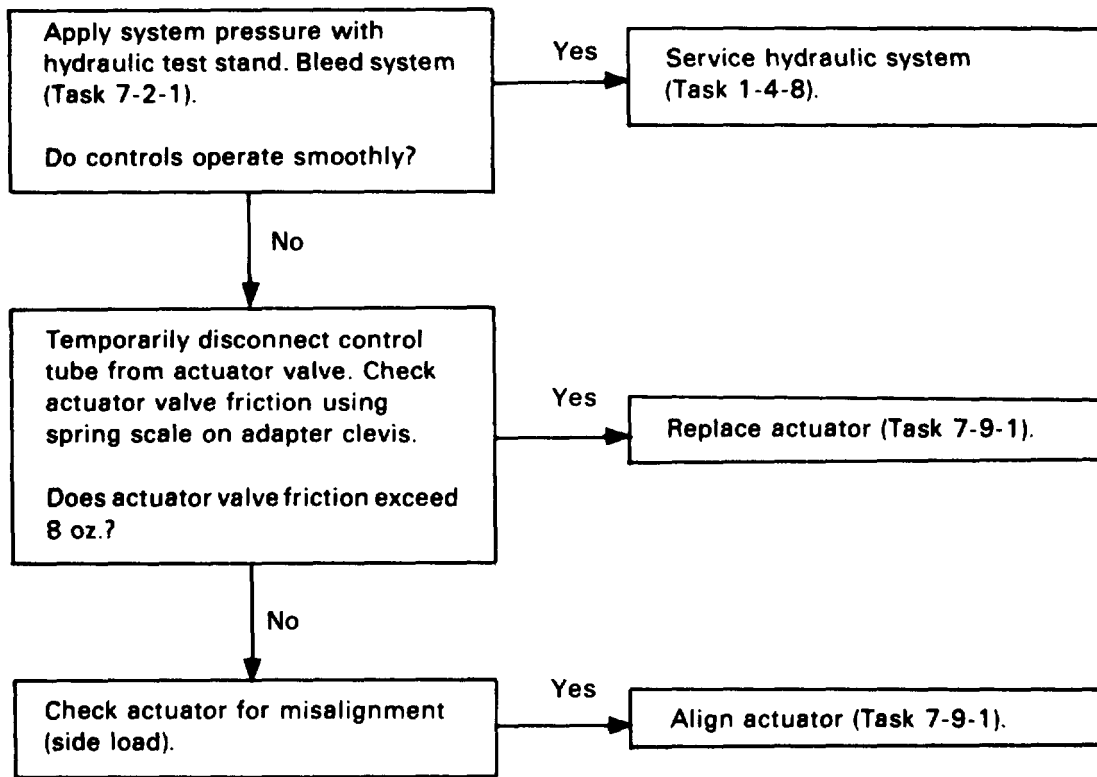 Apply system pressure with
hydraulic test stand. Bleed system
(Task 7-2-1).
Do controls operate smoothly?
Yes
Service hydraulic system
(Task 1-4-8).
No
Temporarily disconnect control
tube from actuator valve. Check
actuator valve friction using
spring scale on adapter clevis.
Does actuator valve friction exceed
8 oz.?
Yes
Replace actuator (Task 7-9-1).
No
Check actuator for misalignment
(side load).
Yes
Align actuator (Task 7-9-1).